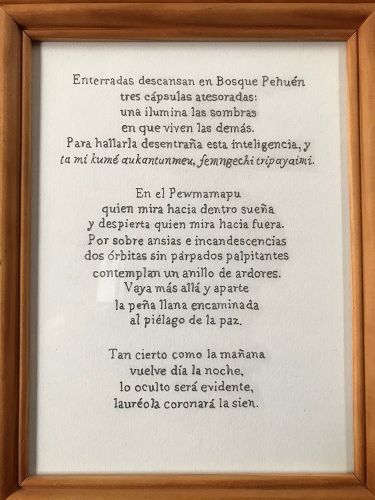 Enterradas descansan en Bosque Pehuén
tres cápsulas atesoradas:
una ilumina las sombras
en que viven las demás.
Para hallarla desentraña esta inteligencia, y
ta mi kumé aukantunmeu, femngechi tripayaimi.
En el Pewmamapu
quien mira hacia dentro sueña
y despierta quien mira hacia fuera.
Por sobre ansias e incandescencias
dos órbitas sin párpados palpitantes
contemplan un anillo de ardores.
Vaya más allá y aparte
la peña llana encaminada
al piélago de la paz.
Tan cierto como la mañana
vuelve día la noche,
lo oculto será evidente,
lauréola coronará la sien.